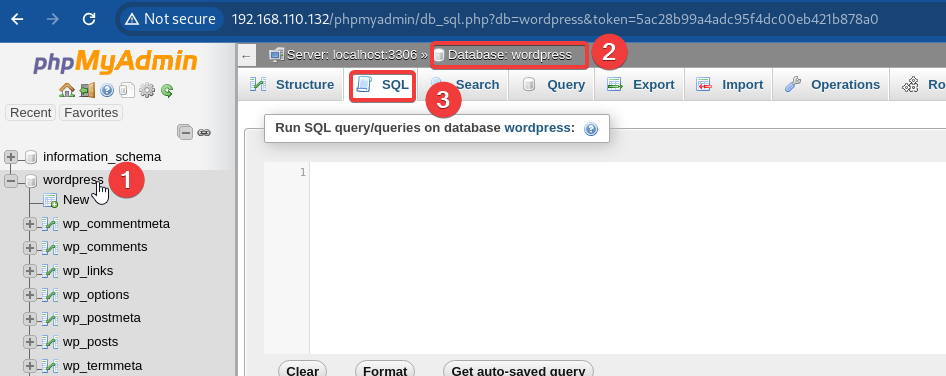 Not secure 192.168.110.132/phpmyadmin/db_sql.php?db=wordpress&token=5ac28b99a4adc95f4dc00eb421b878a0
phpMyAdmin
Recent Favorites
information_schema
wordpress 1
New
wp_commentmeta
wp_comments
wp_links
wp_options
wp_postmeta
wp_posts
wp_termmeta
← Server: localhost:3306 » Database: wordpress 2
Structure SQL Search Query Export Import Operations Ro
3
Run SQL query/queries on database wordpress:
1
Clear Format Get auto-saved query